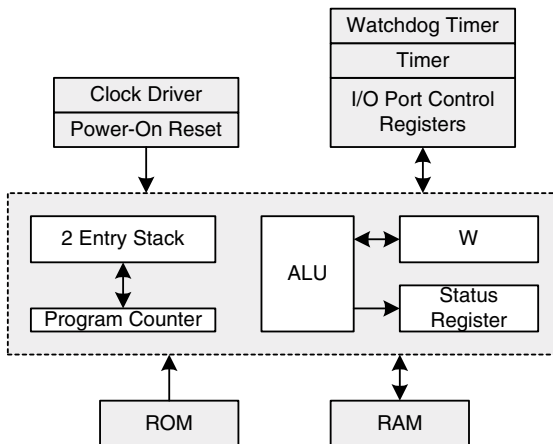 Watchdog Timer
Timer
I/O Port Control
Registers
Clock Driver
Power-On Reset
2 Entry Stack
Program Counter
ALU
W
Status
Register
ROM
RAM